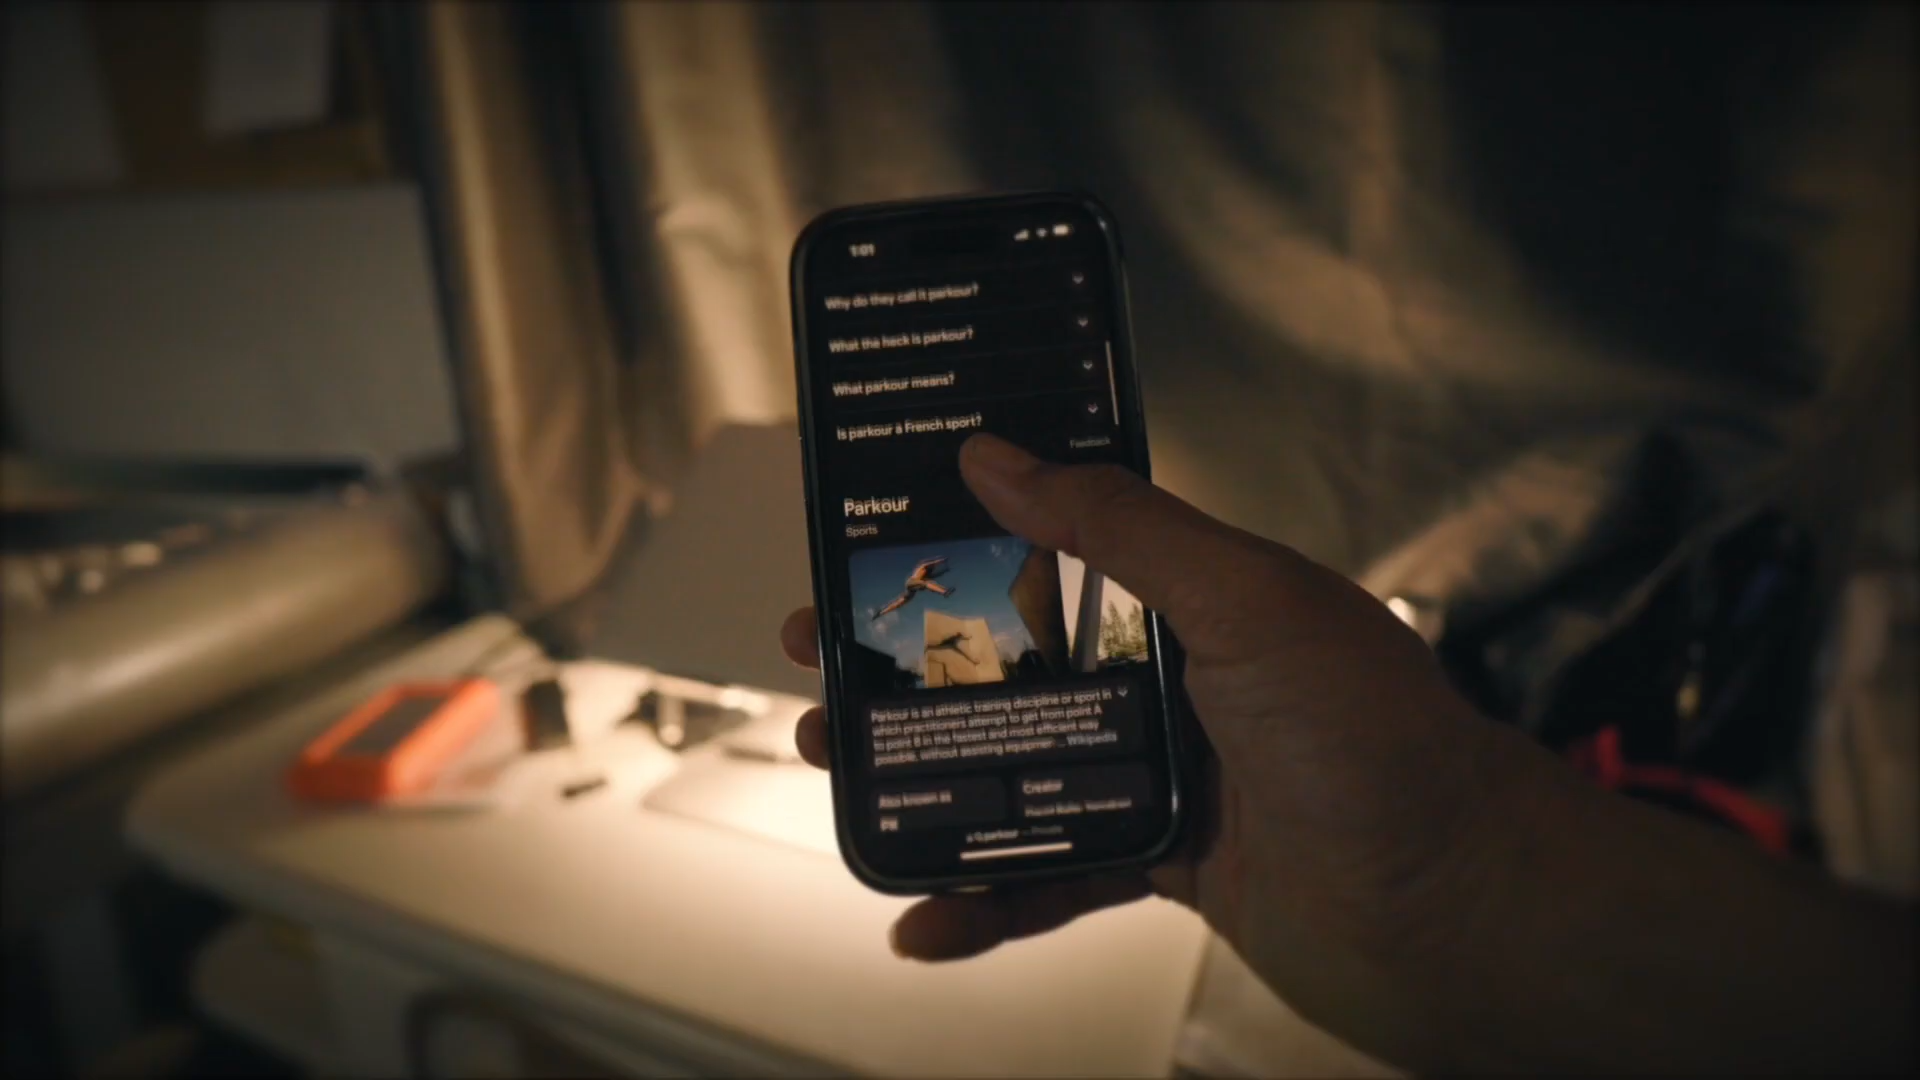 1:01
Why do they call it parkour?
What the heck is parkour?
What parkour means?
Is parkour a French sport?
Feedback
Parkour
Sports
Parkour is an athletic training discipline or sport in
which practitioners attempt to get from point A
to point B in the fastest and most efficient way
possible, without assisting equipmen ... Wikipedia
Also known as
Creator
PK
parkour — Private